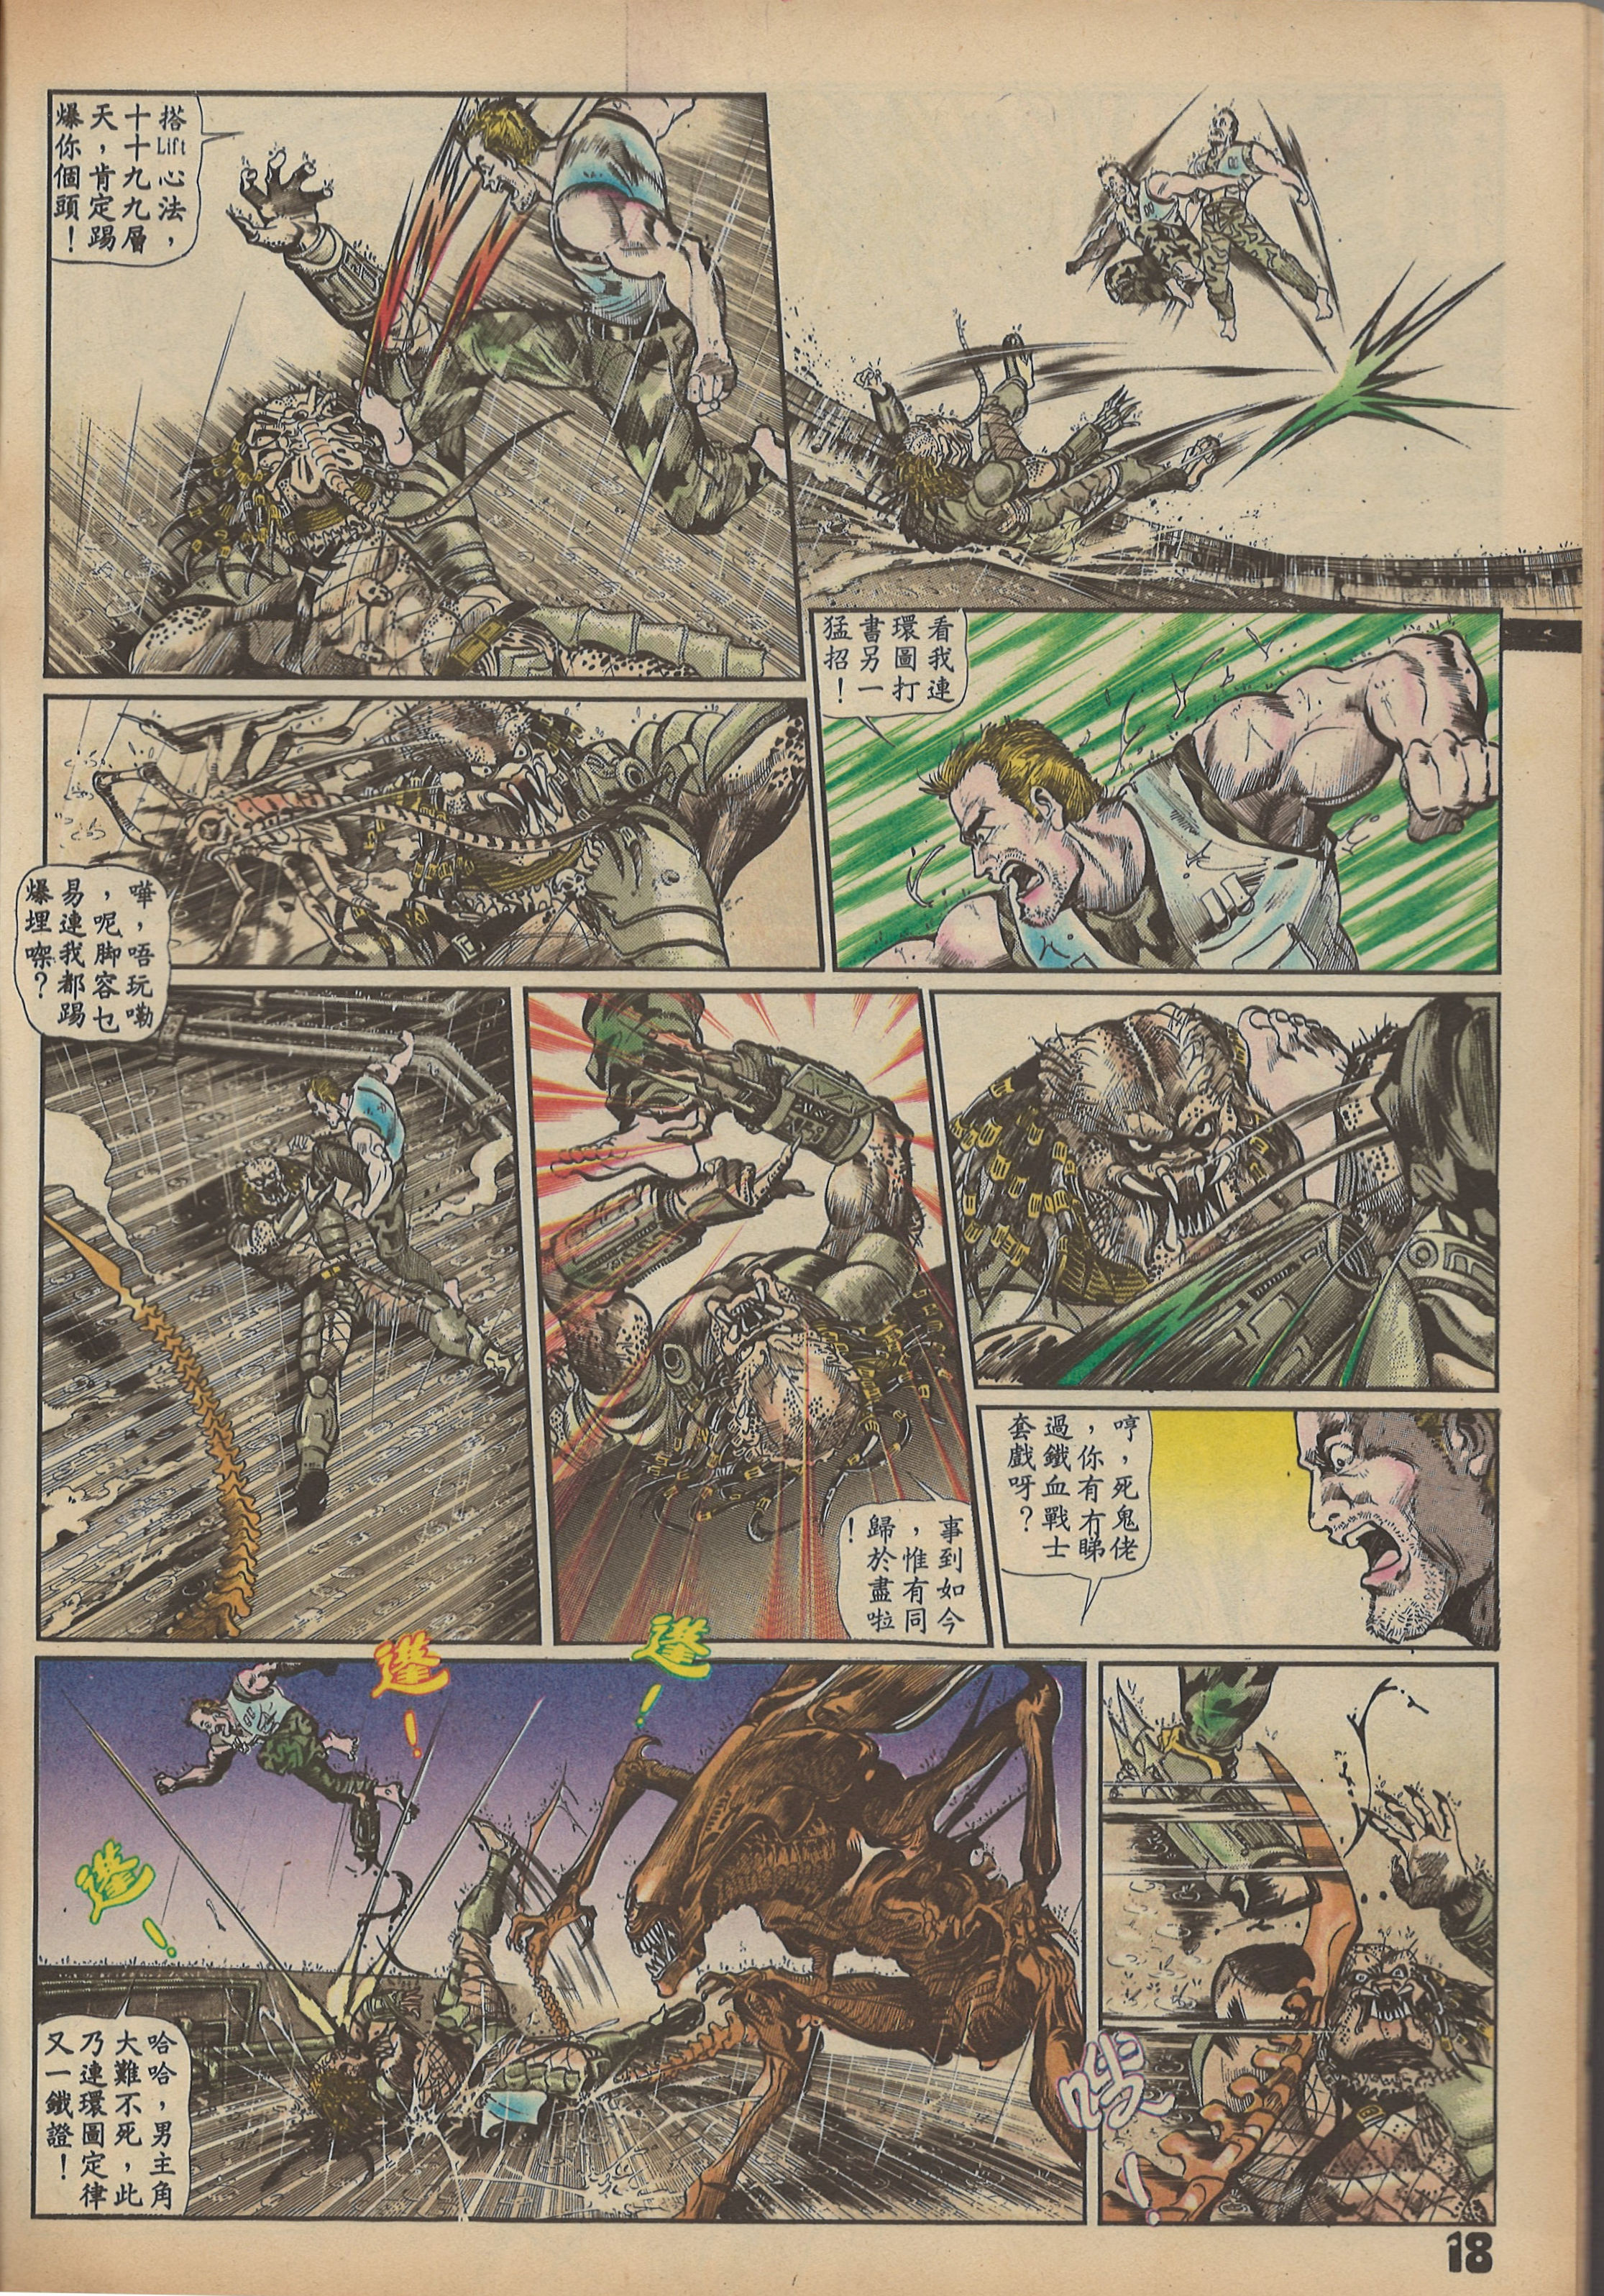 看我連
環圖打
書另一
猛招！
搭Lift心法，
十十九九層
天，肯定踢
爆你個頭！
嘩，唔玩嘞
，呢脚容乜
易連我都踢
爆埋㗎？
哼，死鬼佬
，你有冇睇
過鐵血戰士
套戲呀？
事到如今
，惟有同
歸於盡啦
！
蓬！
蓬！
蓬！
哈哈，男主角
大難不死，此
乃連環圖定律
又一鐵證！
18